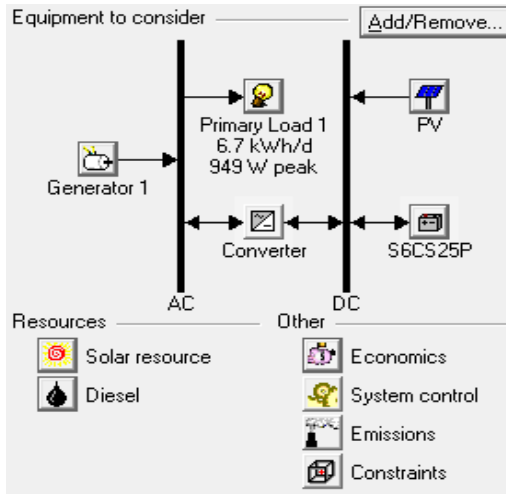 Equipment to consider
Add/Remove...
Primary Load 1
6.7 kWh/d
949 W peak
PV
Generator 1
Converter
S6CS25P
AC
DC
Resources
Other
Solar resource
Economics
Diesel
System control
Emissions
Constraints